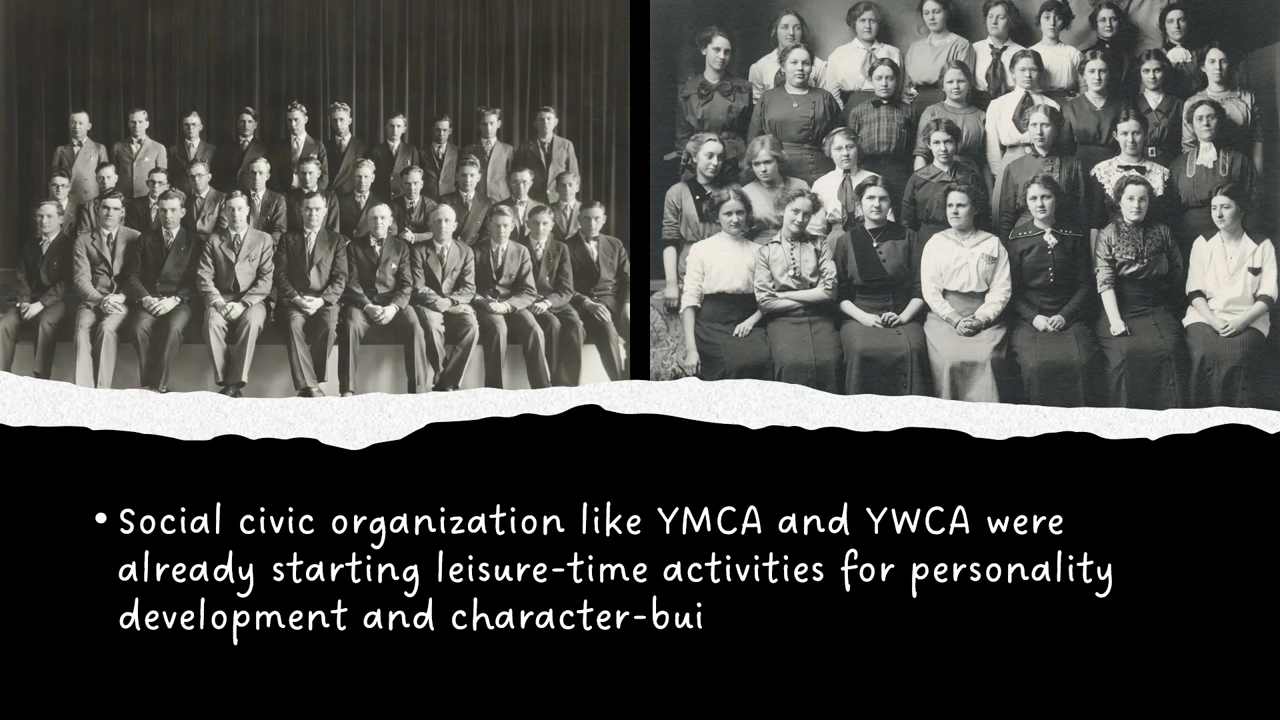 • Social civic organization like YMCA and YWCA were
already starting leisure-time activities for personality
development and character-bui